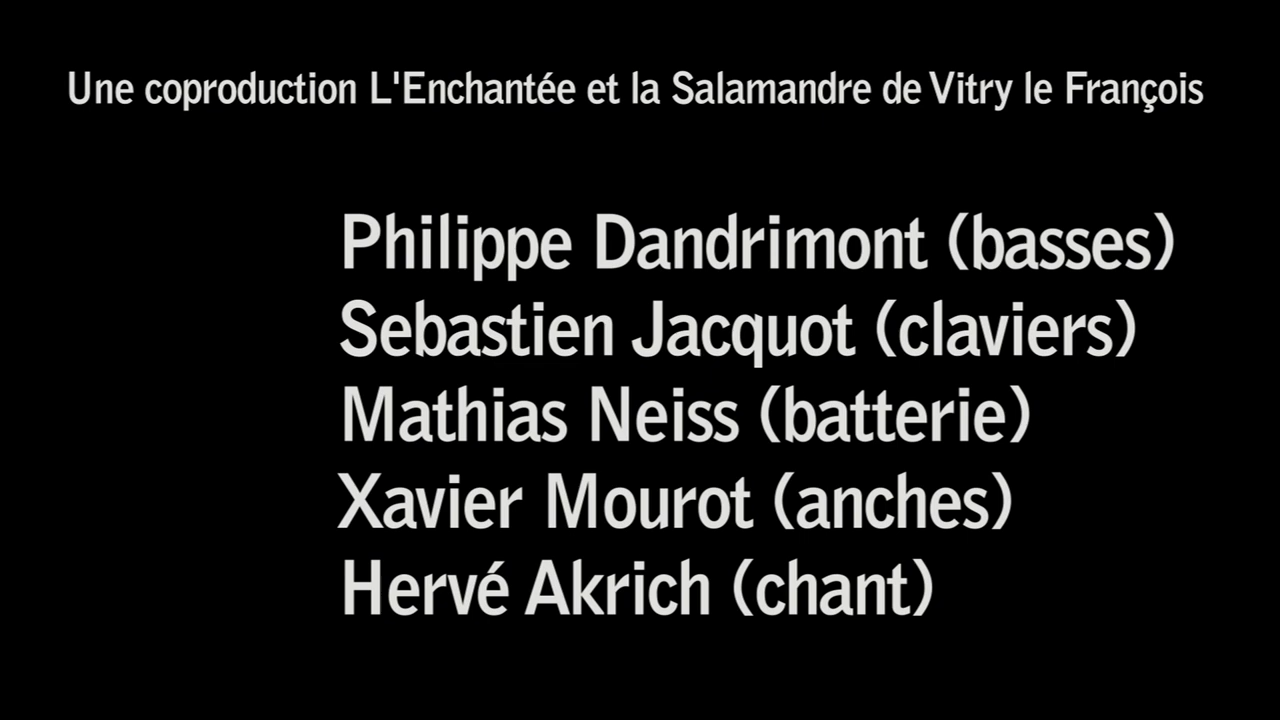 Une coproduction L'Enchantée et la Salamandre de Vitry le François
Philippe Dandrimont (basses)
Sebastien Jacquot (claviers)
Mathias Neiss (batterie)
Xavier Mourot (anches)
Hervé Akrich (chant)